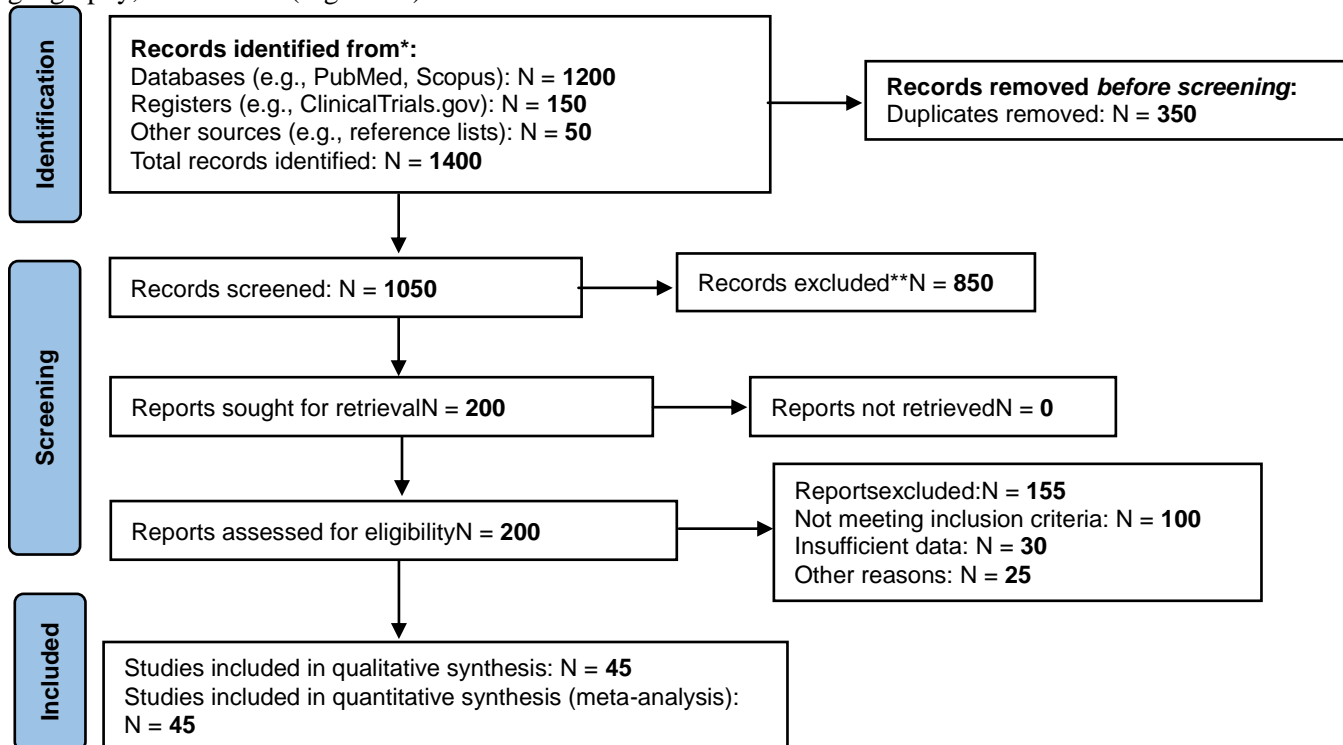 Identification
Records identified from*:
Databases (e.g., PubMed, Scopus): N = 1200
Registers (e.g., ClinicalTrials.gov): N = 150
Other sources (e.g., reference lists): N = 50
Total records identified: N = 1400
Records removed before screening:
Duplicates removed: N = 350
Screening
Records screened: N = 1050
Records excluded**N = 850
Reports sought for retrievalN = 200
Reports not retrievedN = 0
Reports assessed for eligibilityN = 200
Reportsexcluded:N = 155
Not meeting inclusion criteria: N = 100
Insufficient data: N = 30
Other reasons: N = 25
Included
Studies included in qualitative synthesis: N = 45
Studies included in quantitative synthesis (meta-analysis):
N = 45